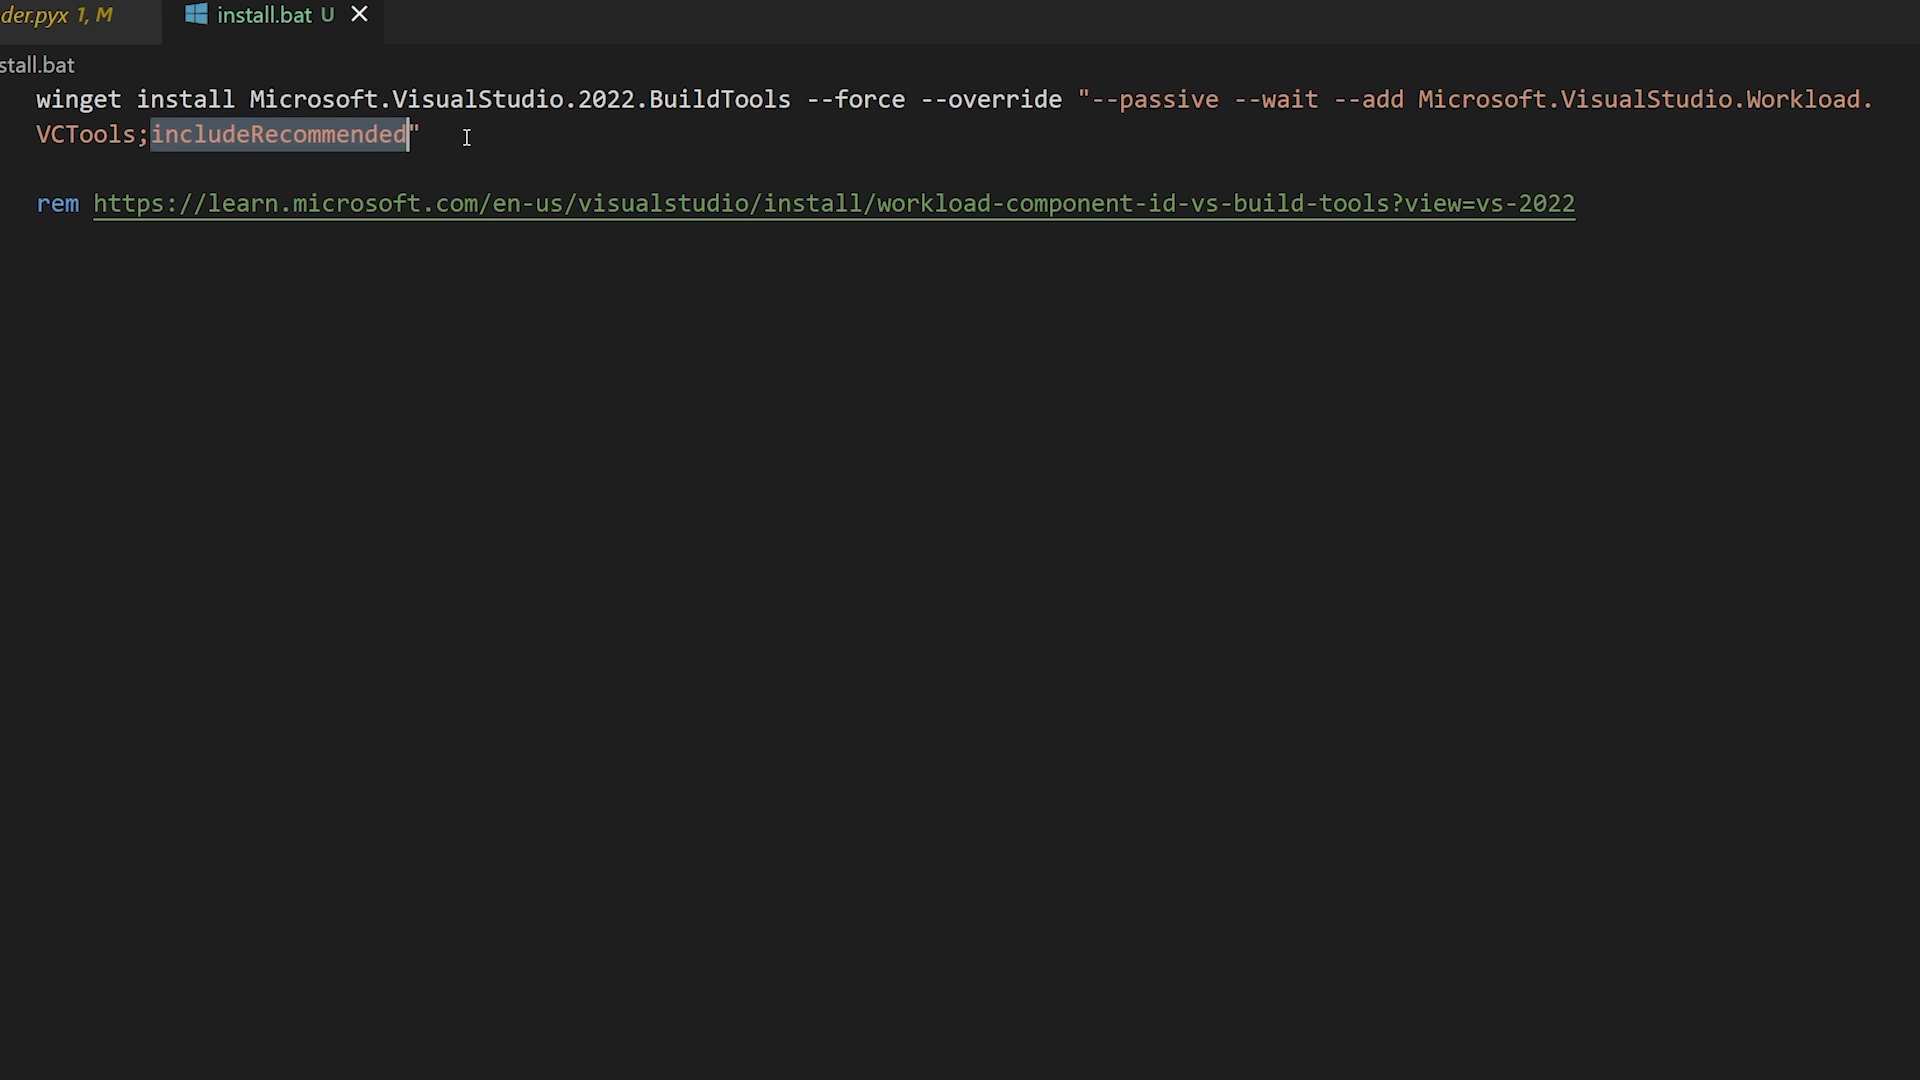 der.pyx 1, M
install.bat U
stall.bat
winget install Microsoft.VisualStudio.2022.BuildTools --force --override "--passive --wait --add Microsoft.VisualStudio.Workload.
VCTools;includeRecommended"
rem https://learn.microsoft.com/en-us/visualstudio/install/workload-component-id-vs-build-tools?view=vs-2022